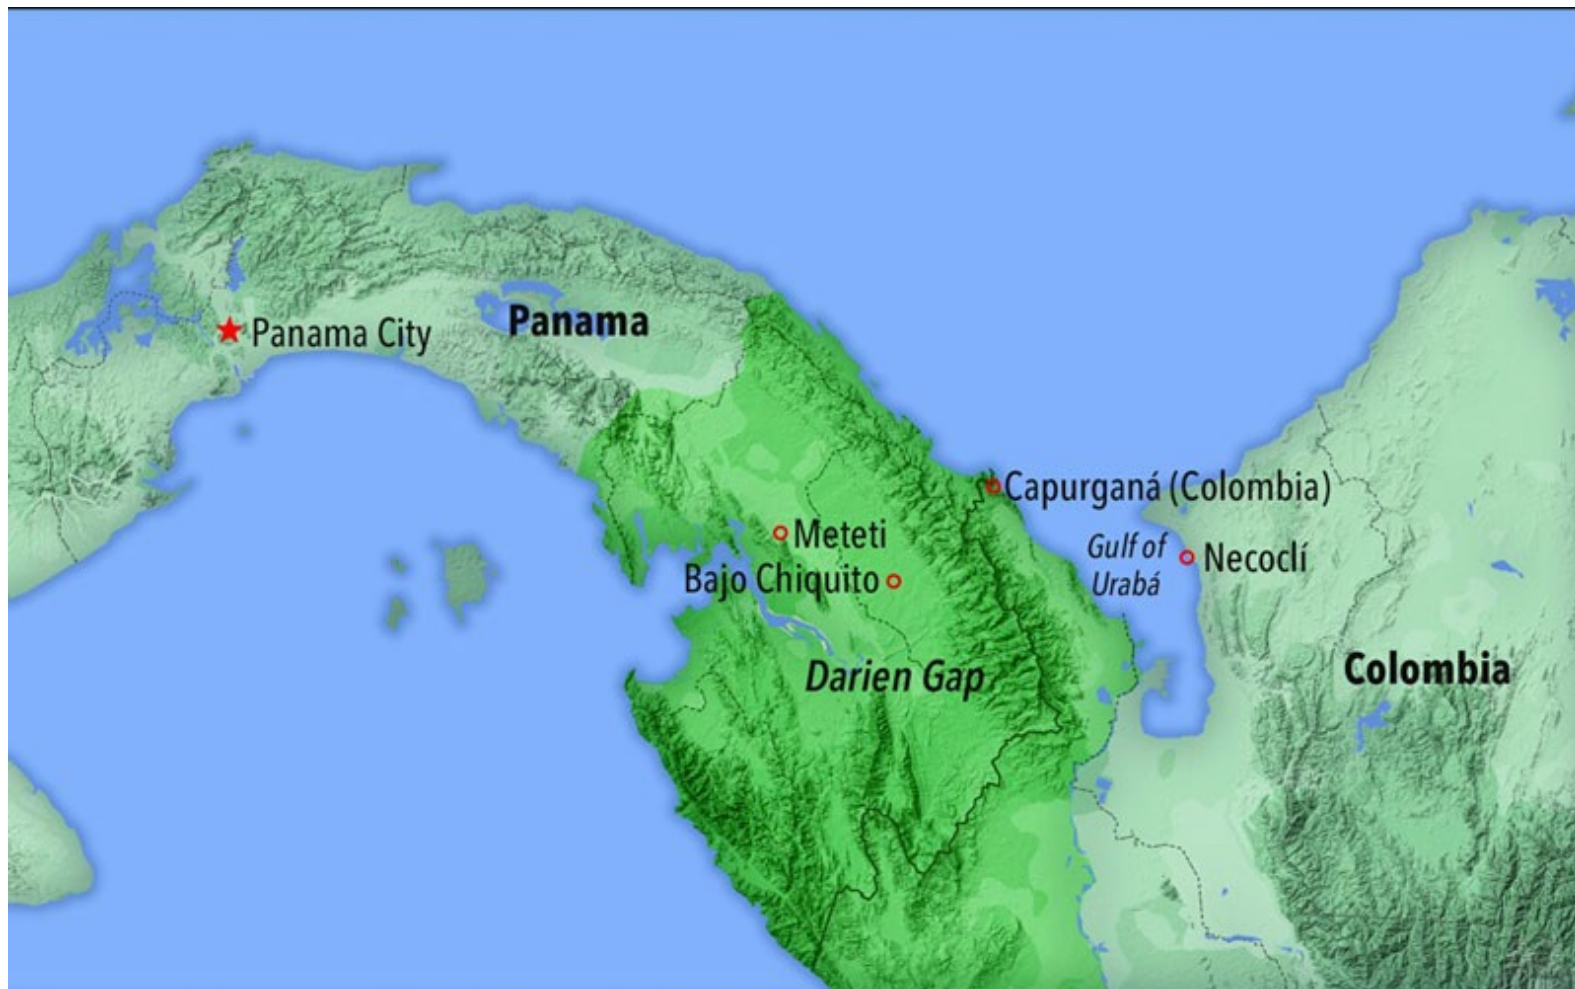 Panama
Panama City
Capurganá (Colombia)
Meteti
Gulf of
Urabá
Necoclí
Bajo Chiquito
Darien Gap
Colombia